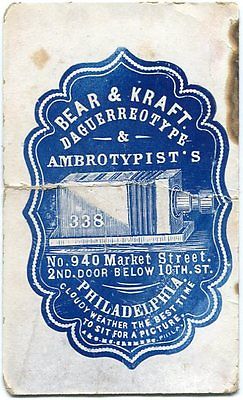 BEAR & KRAFT.
DAGUERREOTYPE
&
AMBROTYPIST'S
338
No. 940 Market Street.
2ND. DOOR BELOW 10TH. ST.
PHILADELPHIA
CLOUDY WEATHER THE BEST TIME
TO SIT FOR A PICTURE